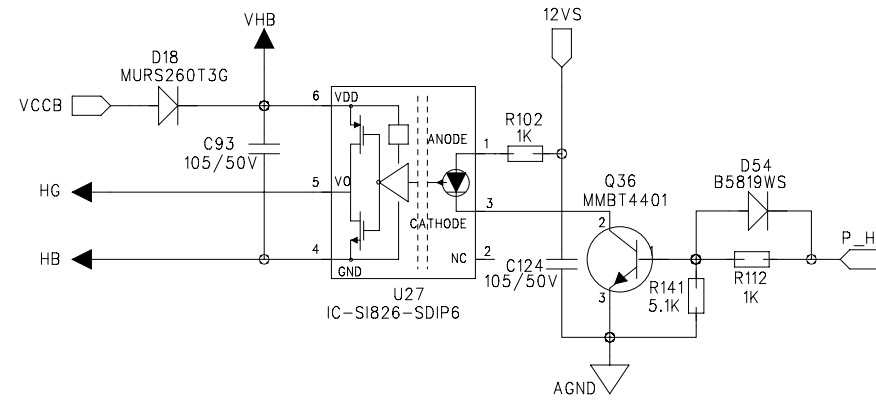 VHB
12VS
D18
MURS260T3G
VCCB
6
VDD
C93
105/50V
ANODE
1
R102
1K
Q36
MMBT4401
D54
B5819WS
HG
5
VO
3
CATHODE
2
1
P_H
HB
4
GND
NC
2
C124
105/50V
3
R141
5.1K
R112
1K
U27
IC-SI826-SDIP6
AGND